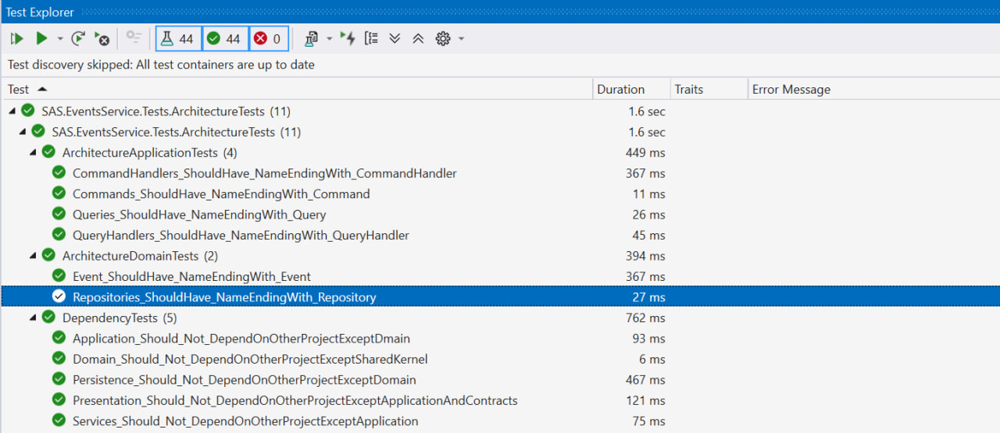 Test Explorer
44 44 0
Test discovery skipped: All test containers are up to date
Test Duration Traits Error Message
SAS.EventsService.Tests.ArchitectureTests (11) 1.6 sec
SAS.EventsService.Tests.ArchitectureTests (11) 1.6 sec
ArchitectureApplicationTests (4) 449 ms
CommandHandlers_ShouldHave_NameEndingWith_CommandHandler 367 ms
Commands_ShouldHave_NameEndingWith_Command 11 ms
Queries_ShouldHave_NameEndingWith_Query 26 ms
QueryHandlers_ShouldHave_NameEndingWith_QueryHandler 45 ms
ArchitectureDomainTests (2) 394 ms
Event_ShouldHave_NameEndingWith_Event 367 ms
Repositories_ShouldHave_NameEndingWith_Repository 27 ms
DependencyTests (5) 762 ms
Application_Should_Not_DependOnOtherProjectExceptDmain 93 ms
Domain_Should_Not_DependOnOtherProjectExceptSharedKernel 6 ms
Persistence_Should_Not_DependOnOtherProjectExceptDomain 467 ms
Presentation_Should_Not_DependOnOtherProjectExceptApplicationAndContracts 121 ms
Services_Should_Not_DependOnOtherProjectExceptApplication 75 ms